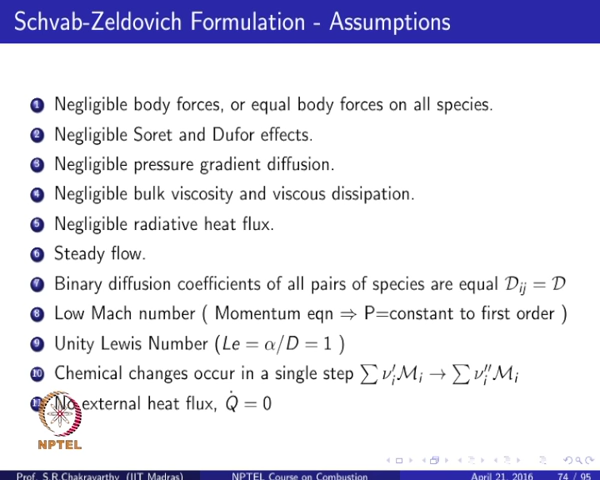 Schvab-Zeldovich Formulation - Assumptions
1 Negligible body forces, or equal body forces on all species.
2 Negligible Soret and Dufor effects.
3 Negligible pressure gradient diffusion.
4 Negligible bulk viscosity and viscous dissipation.
5 Negligible radiative heat flux.
6 Steady flow.
7 Binary diffusion coefficients of all pairs of species are equal 𝒟ᵢⱼ = 𝒟
8 Low Mach number ( Momentum eqn ⇒ P=constant to first order )
9 Unity Lewis Number (Le = α/D = 1 )
10 Chemical changes occur in a single step ∑ ν′ᵢℳᵢ → ∑ ν″ᵢℳᵢ
11 No external heat flux, Q̇ = 0
NPTEL
Prof. S.R.Chakravarthy (IIT Madras) NPTEL Course on Combustion April 21, 2016 74 / 95